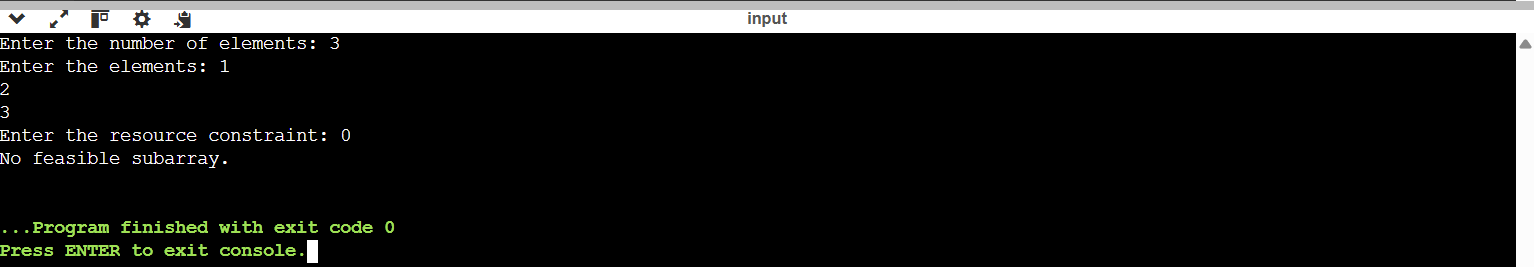 input
Enter the number of elements: 3
Enter the elements: 1
2
3
Enter the resource constraint: 0
No feasible subarray.
...Program finished with exit code 0
Press ENTER to exit console.